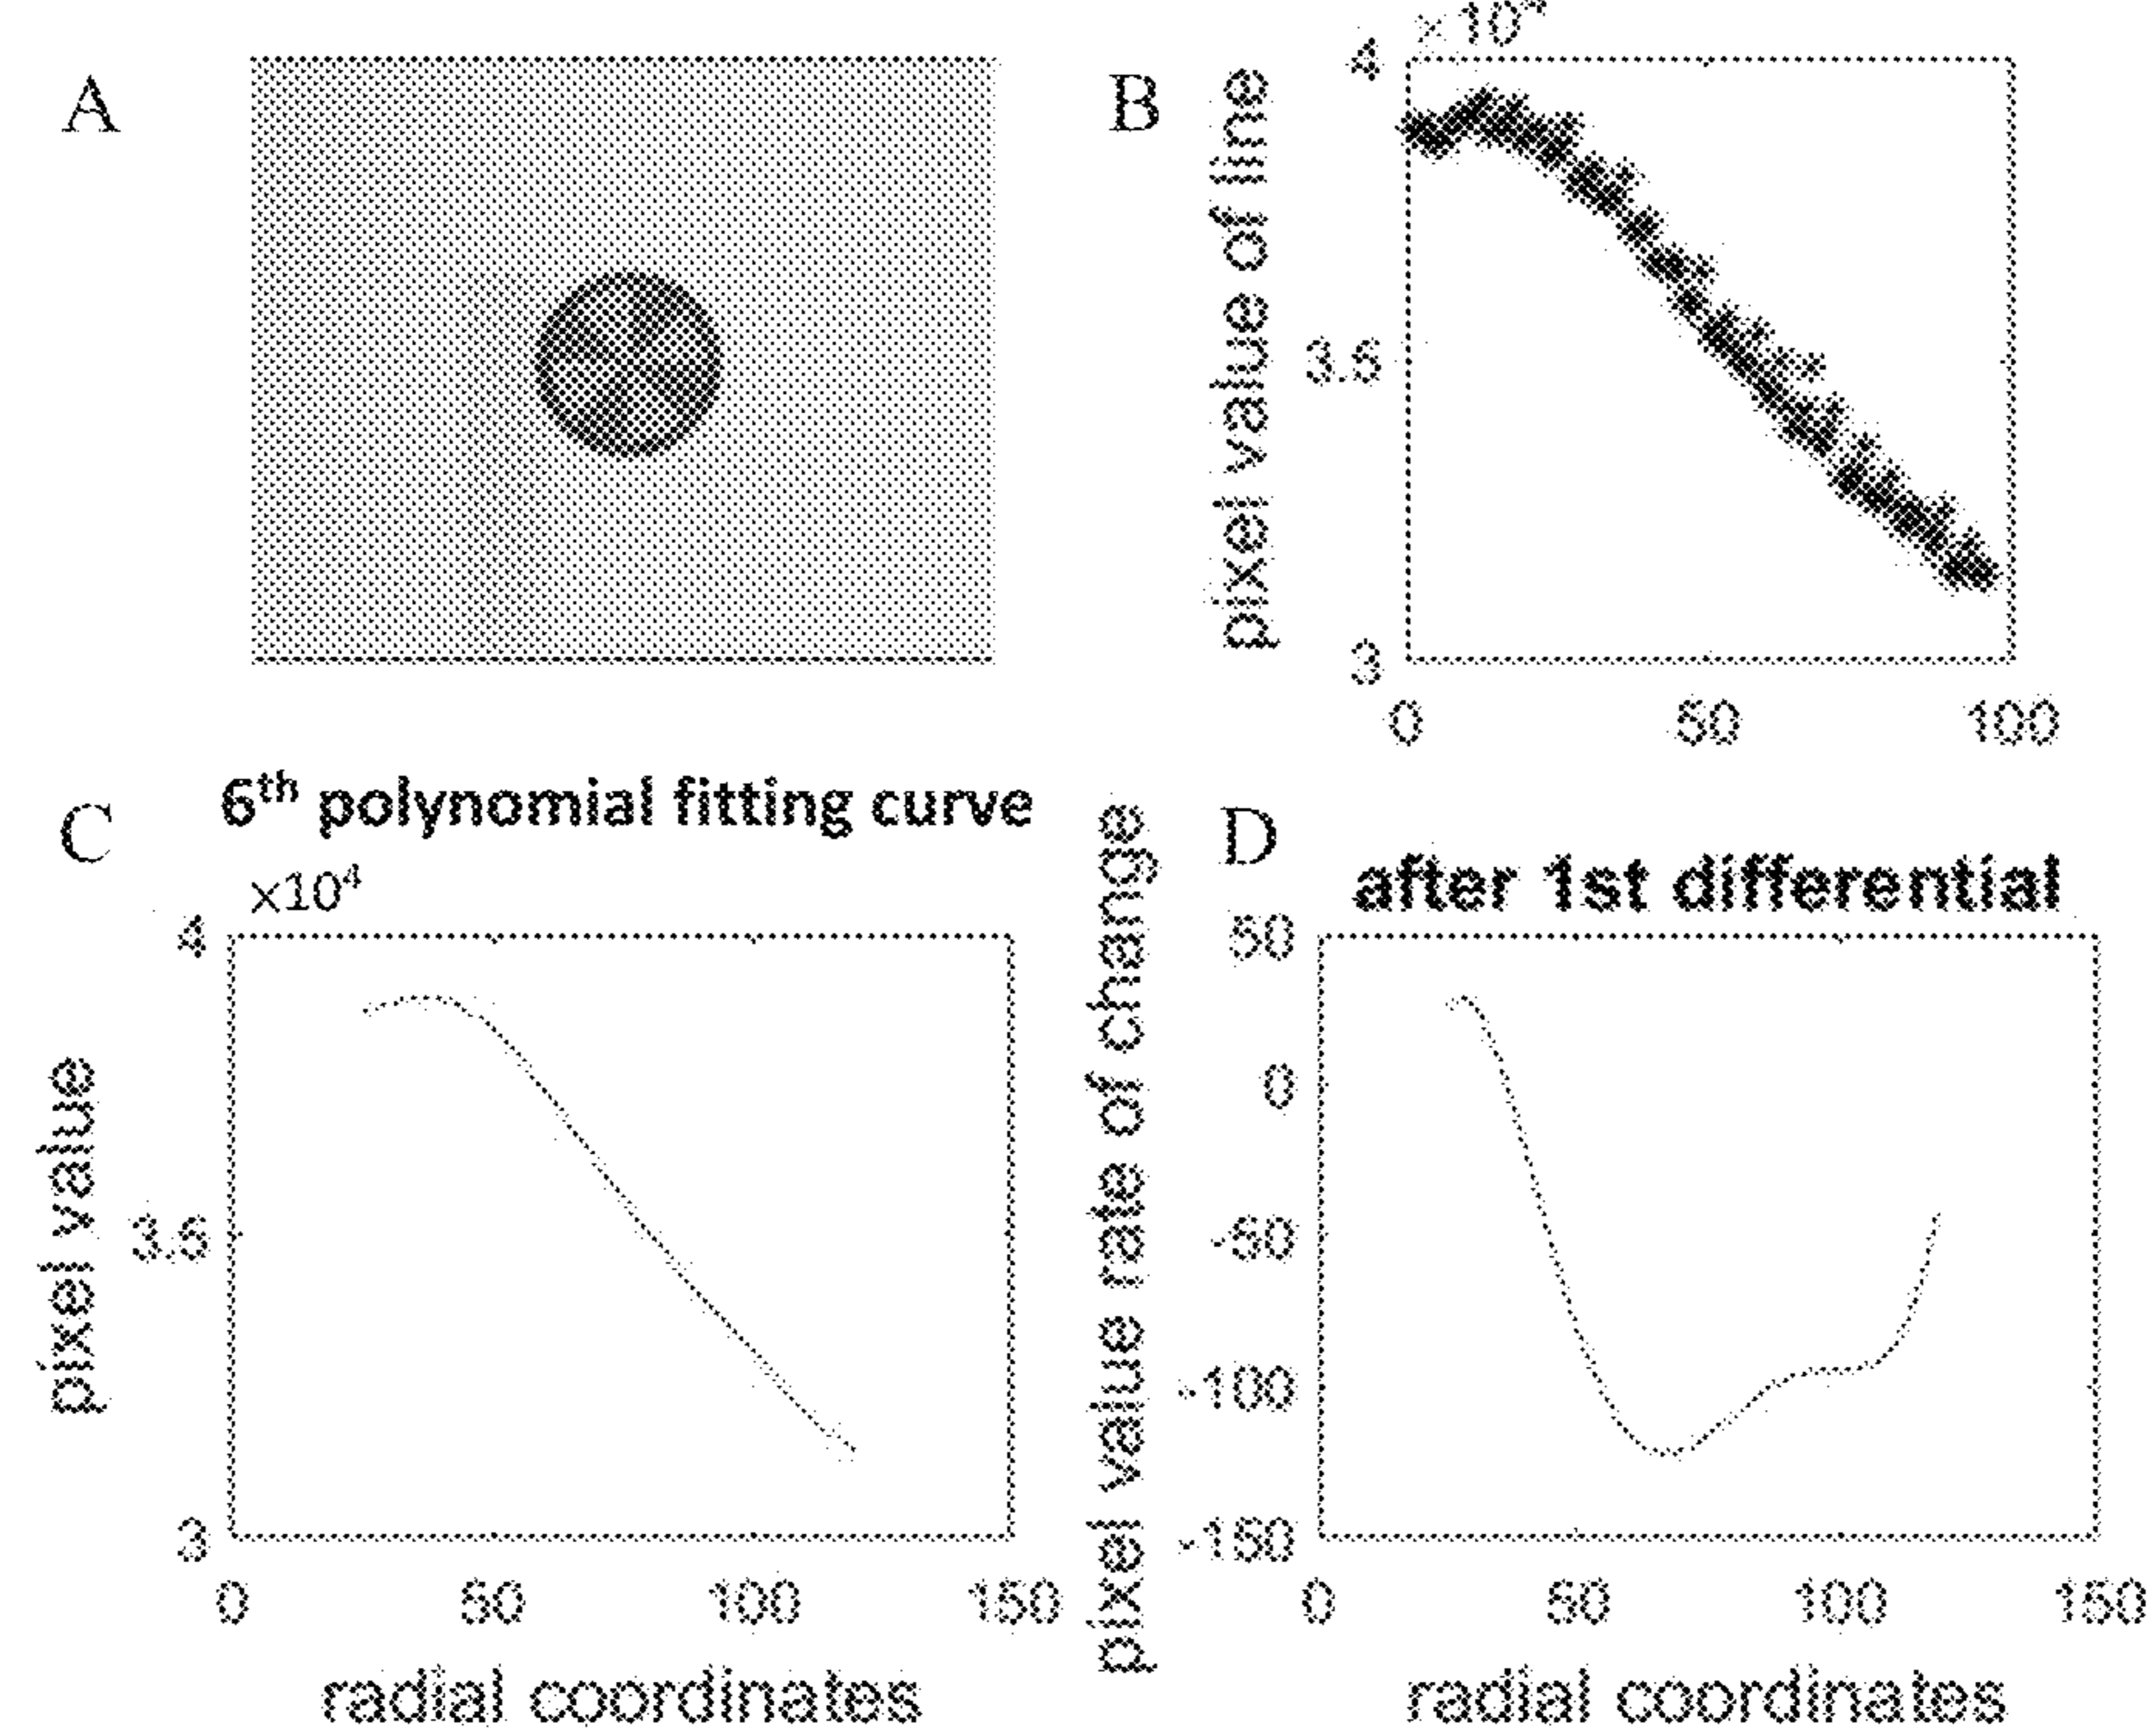 A
B
×10⁴
4
3.5
3
pixel value of line
0 50 100
C
6th polynomial fitting curve
×10⁴
4
3.5
3
pixel value
0 50 100 150
radial coordinates
D
after 1st differential
50
0
-50
-100
-150
pixel value rate of change
0 50 100 150
radial coordinates